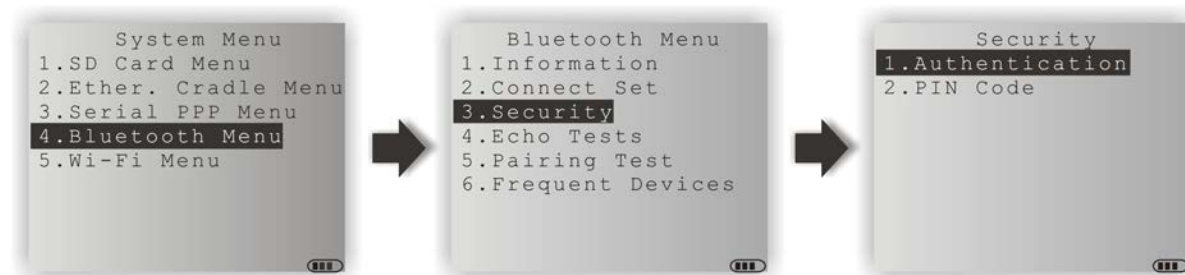 System Menu
1.SD Card Menu
2.Ether. Cradle Menu
3.Serial PPP Menu
4.Bluetooth Menu
5.Wi-Fi Menu
Bluetooth Menu
1.Information
2.Connect Set
3.Security
4.Echo Tests
5.Pairing Test
6.Frequent Devices
Security
1.Authentication
2.PIN Code